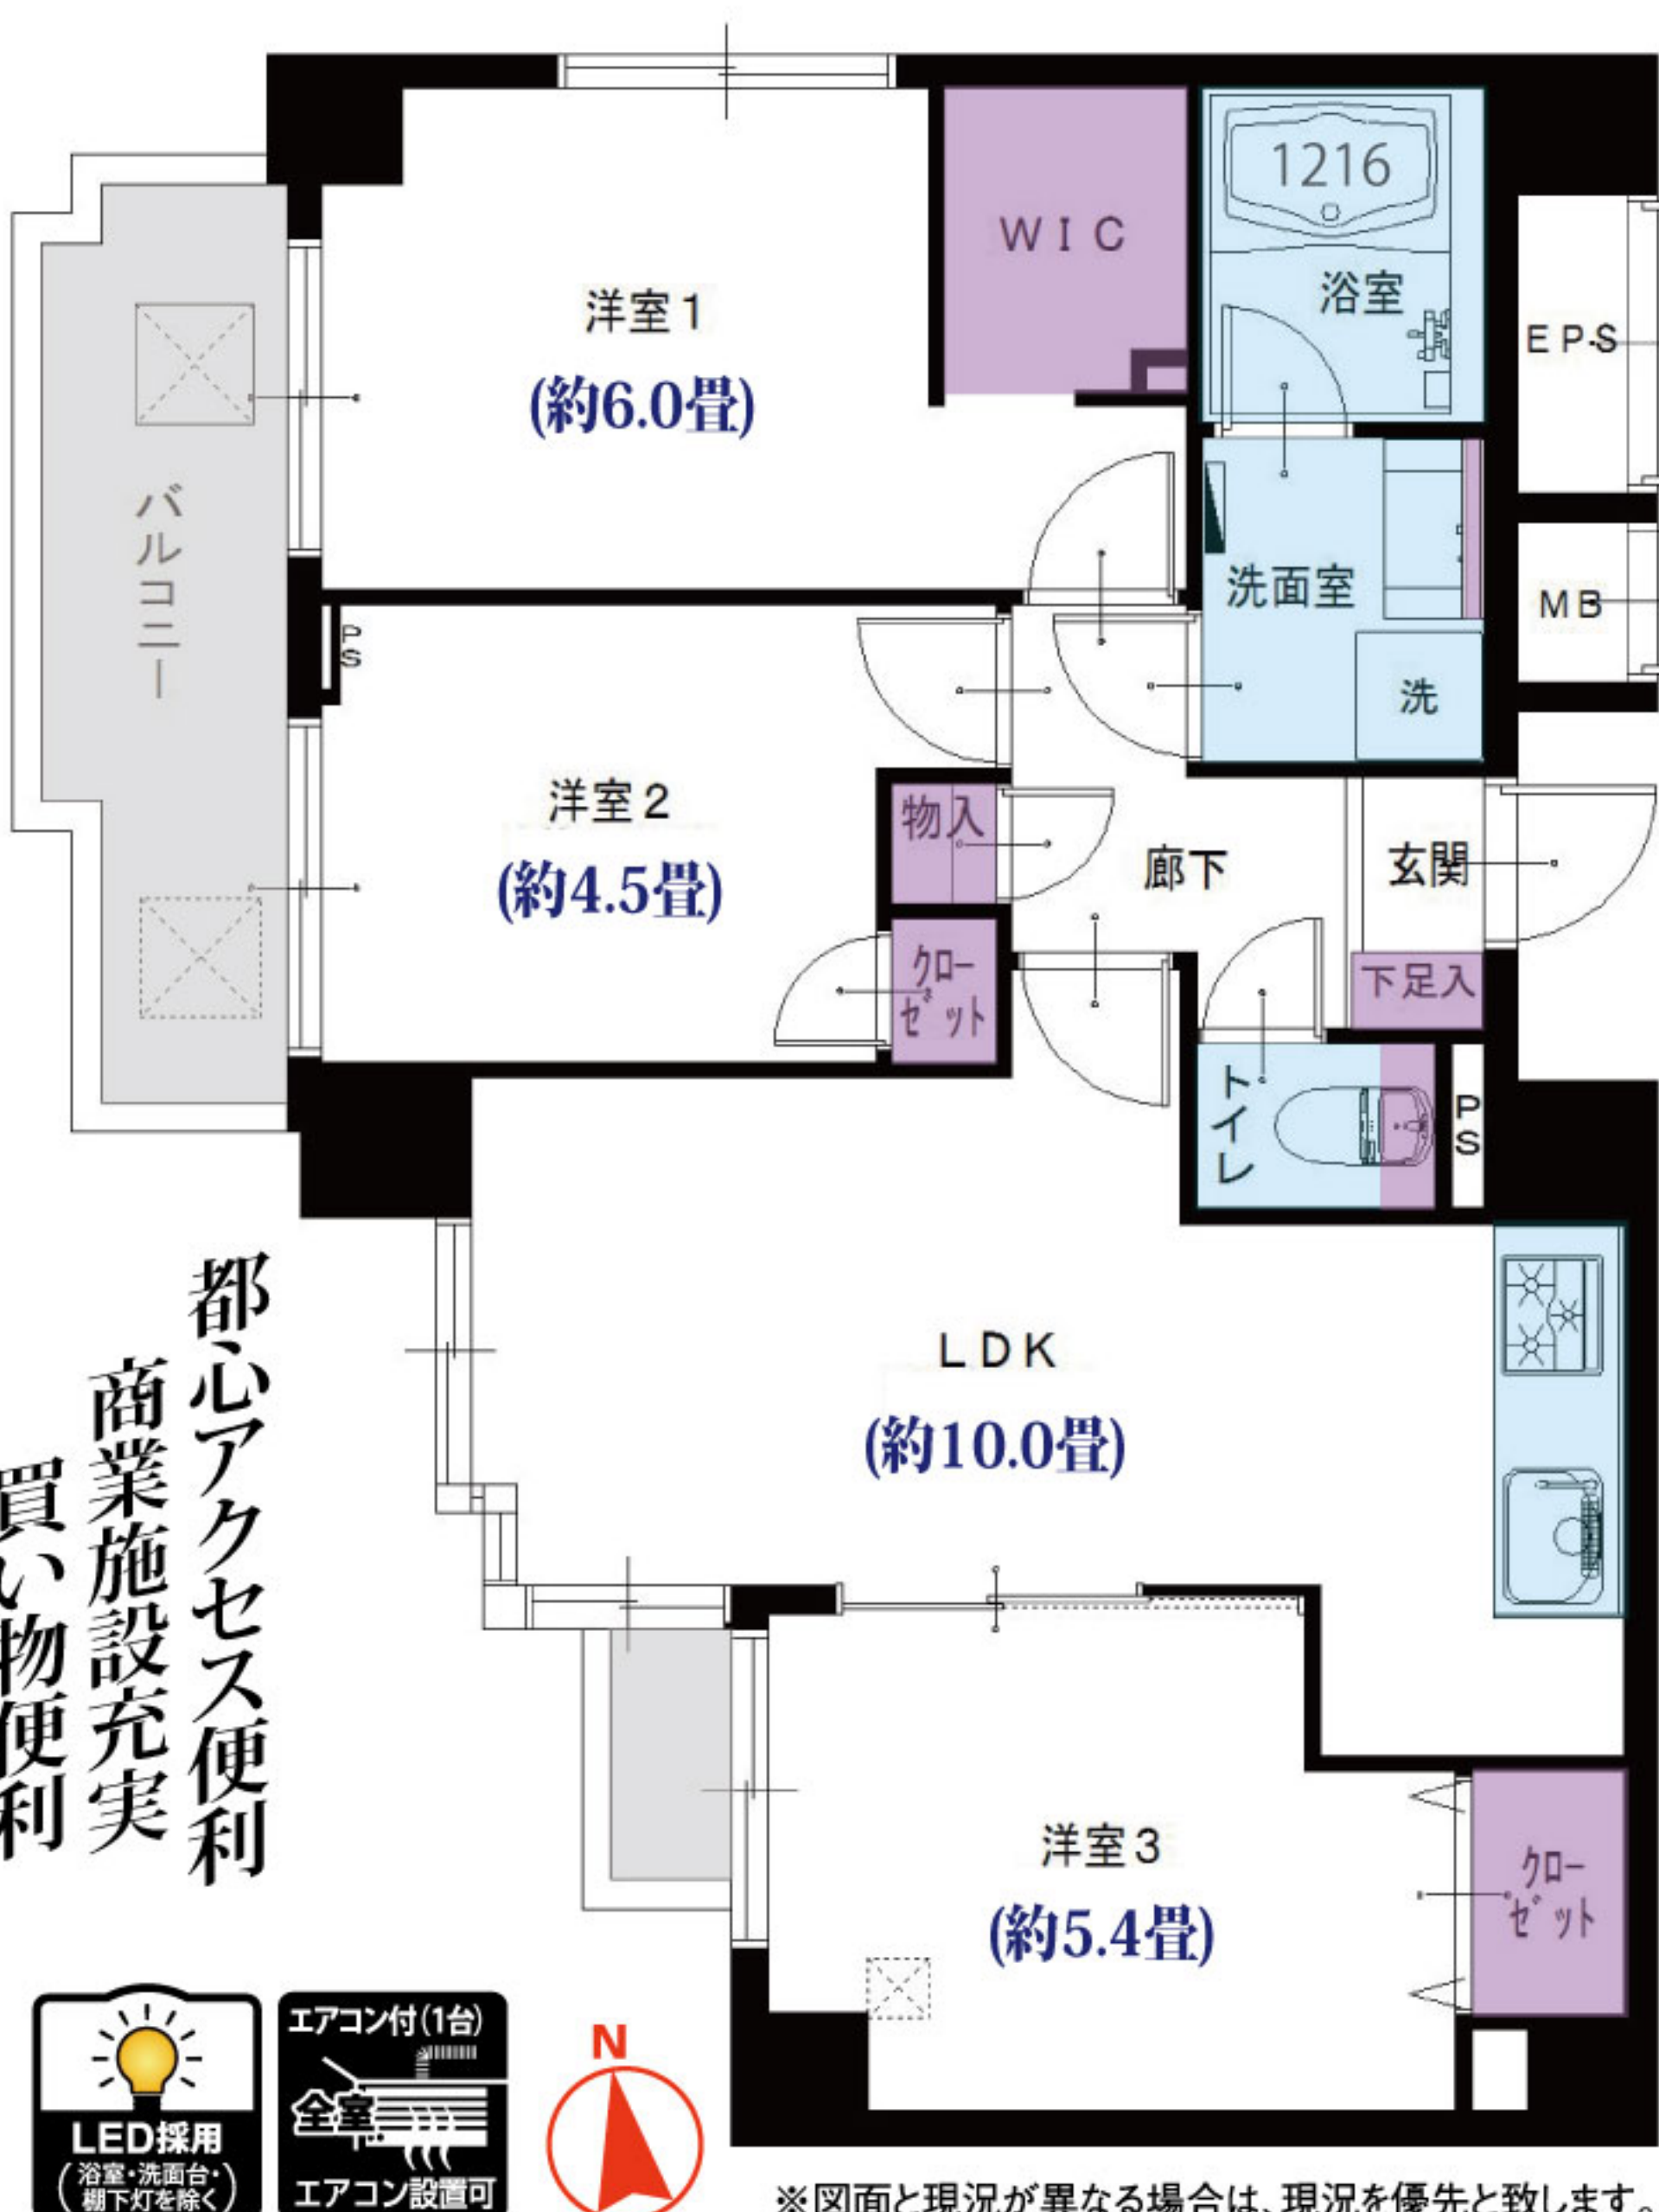 1216
WIC
浴室
洋室1
(約6.0畳)
EPS
バルコニー
洗面室
MB
PS
洗
洋室2
(約4.5畳)
物入
廊下
玄関
クローゼット
下足入
トイレ
PS
LDK
(約10.0畳)
都心アクセス便利
商業施設充実
買い物便利
洋室3
(約5.4畳)
クローゼット
LED採用
(浴室・洗面台・
棚下灯を除く)
エアコン付(1台)
全室
エアコン設置可
N
※図面と現況が異なる場合は、現況を優先と致します。